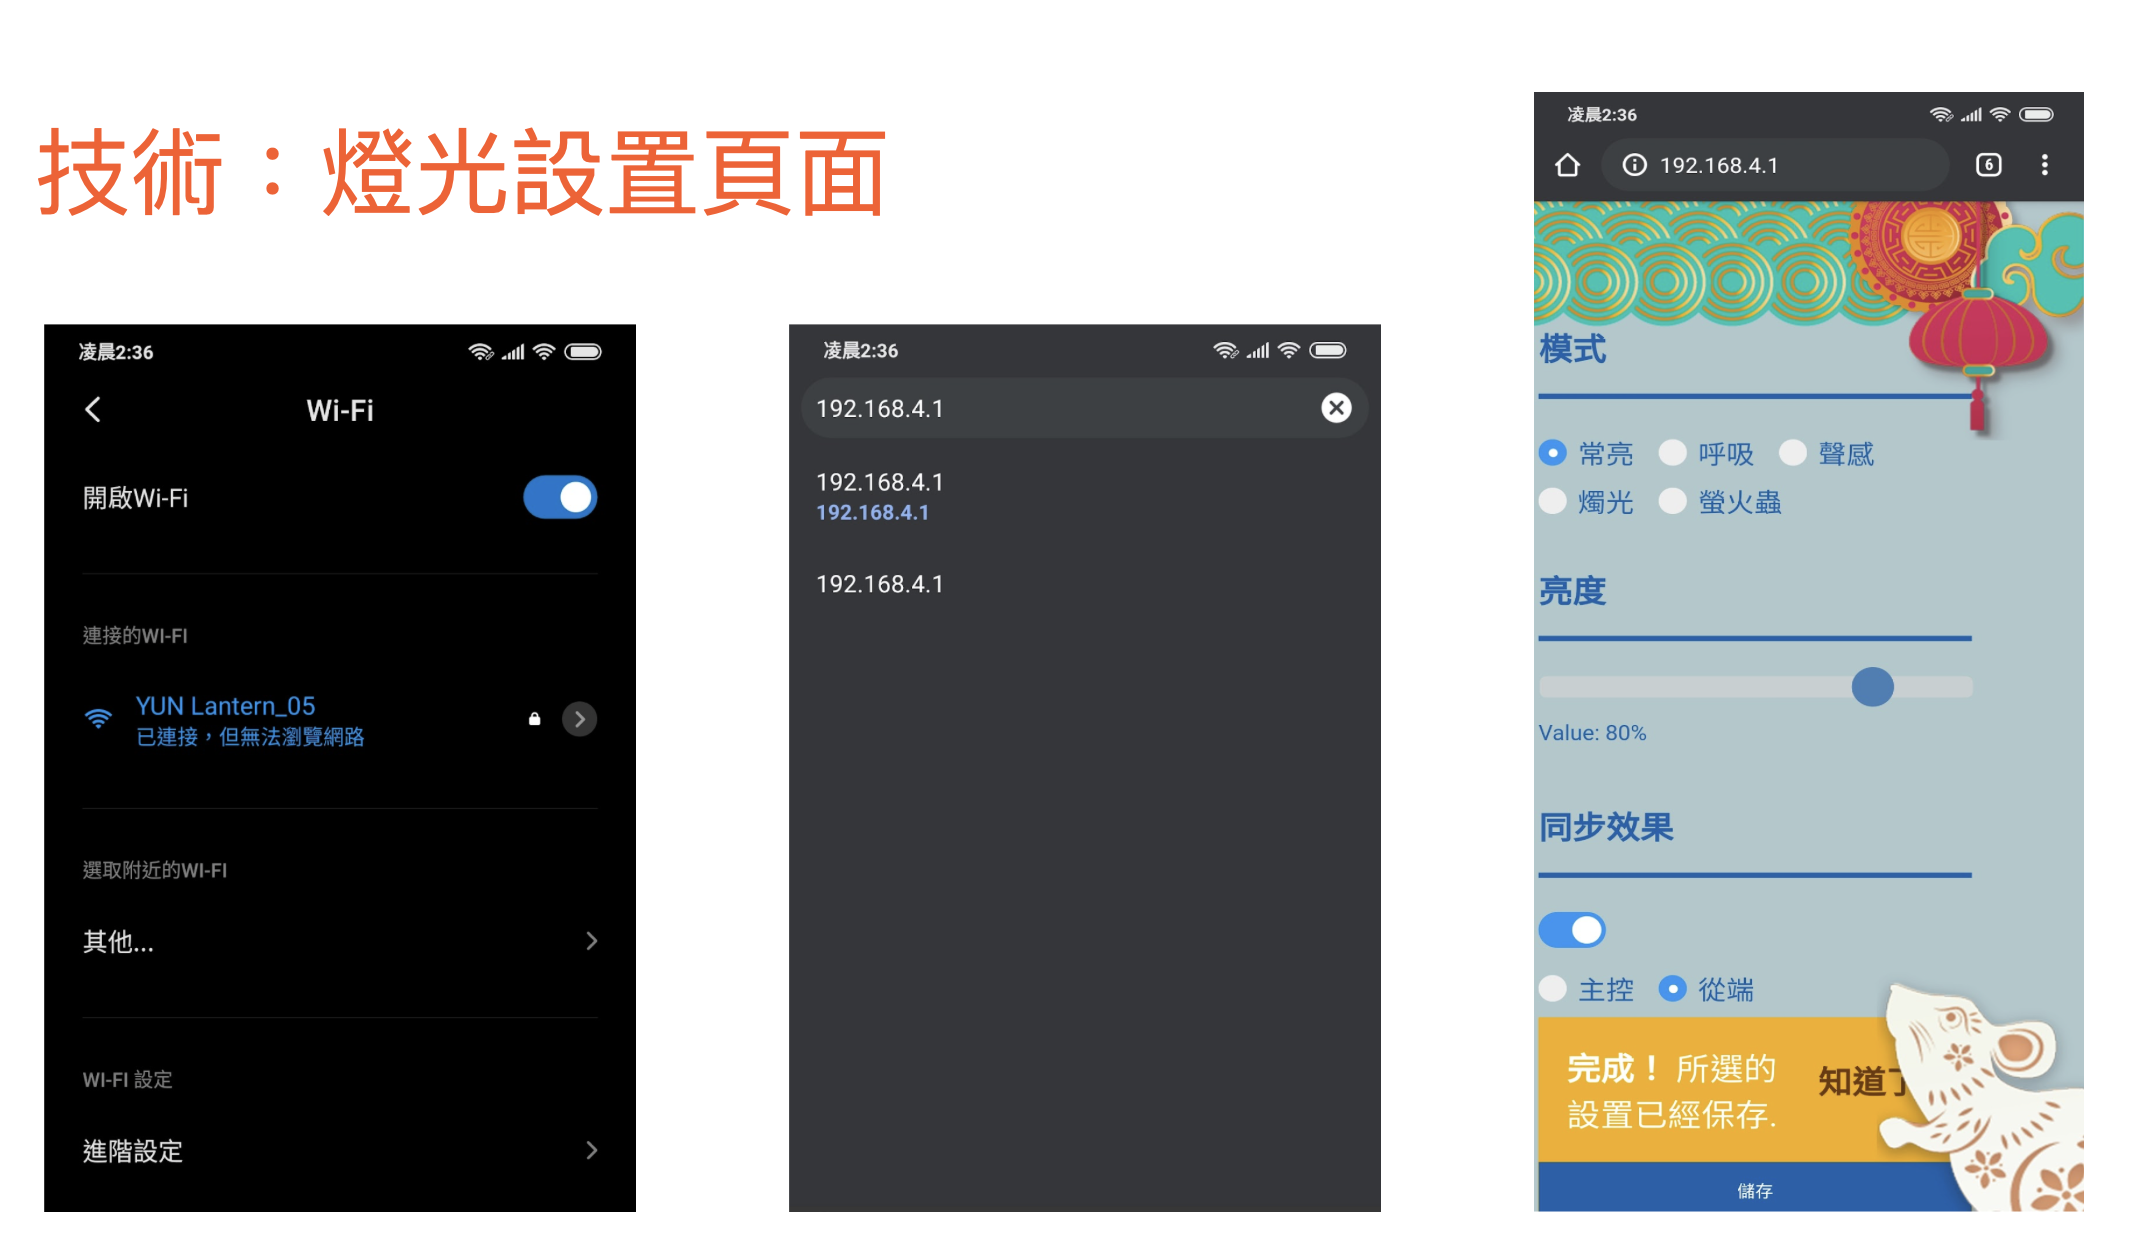 技術：燈光設置頁面
凌晨2:36
Wi-Fi
開啟Wi-Fi
連接的WI-FI
YUN Lantern_05
已連接，但無法瀏覽網路
選取附近的WI-FI
其他...
WI-FI 設定
進階設定
凌晨2:36
192.168.4.1
192.168.4.1
192.168.4.1
192.168.4.1
凌晨2:36
192.168.4.1
6
模式
常亮 呼吸 聲感
燭光 螢火蟲
亮度
Value: 80%
同步效果
主控 從端
完成！ 所選的
設置已經保存.
知道了
儲存